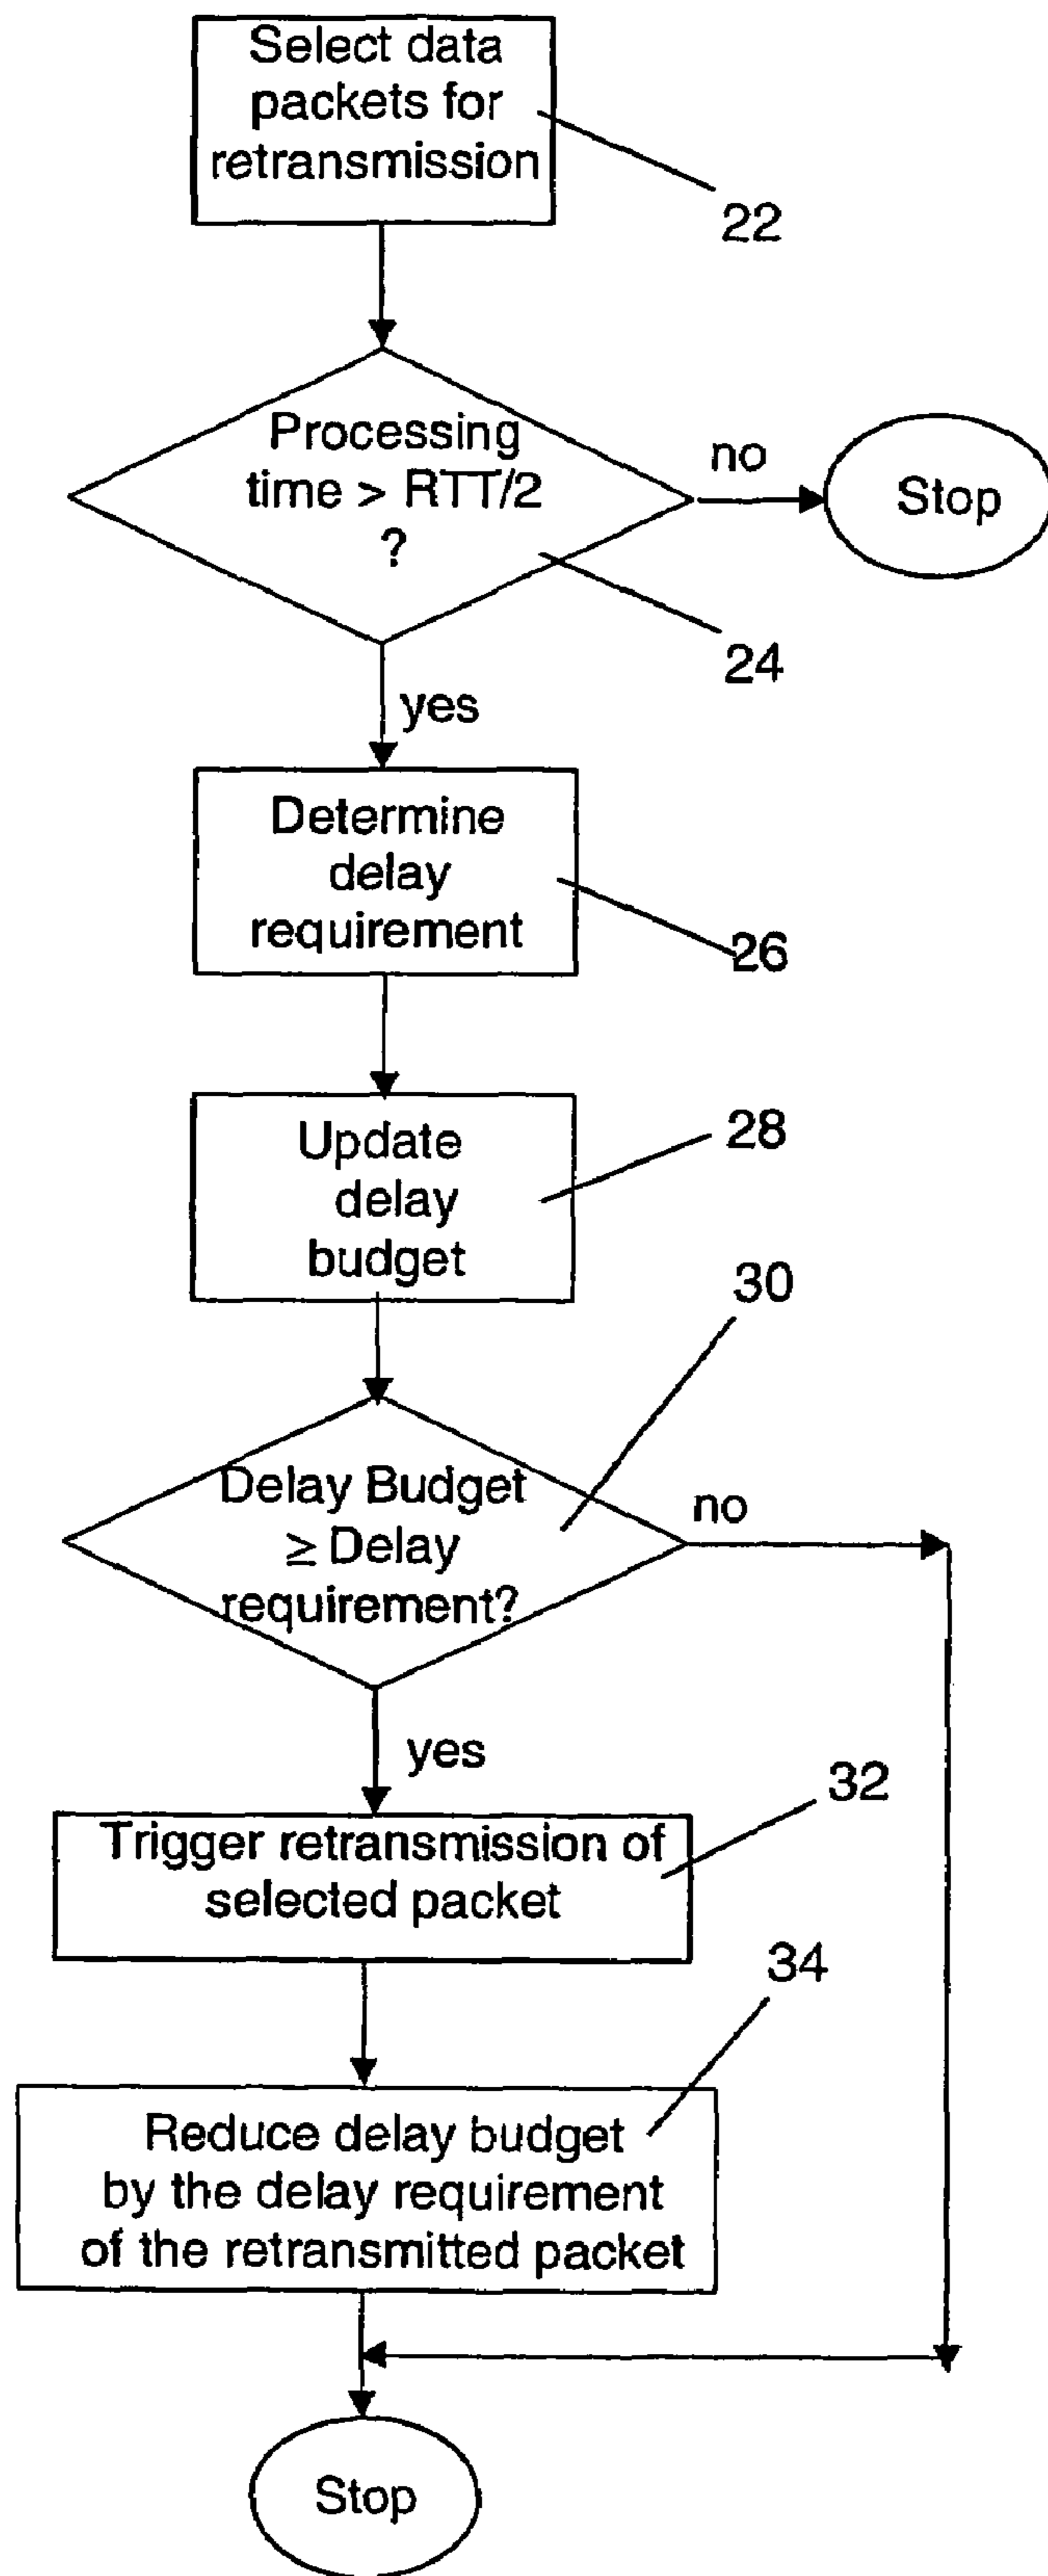 Select data
packets for
retransmission
22
Processing
time > RTT/2
?
no
Stop
24
yes
Determine
delay
requirement
26
Update
delay
budget
28
30
Delay Budget
≥ Delay
requirement?
no
yes
32
Trigger retransmission of
selected packet
34
Reduce delay budget
by the delay requirement
of the retransmitted packet
Stop